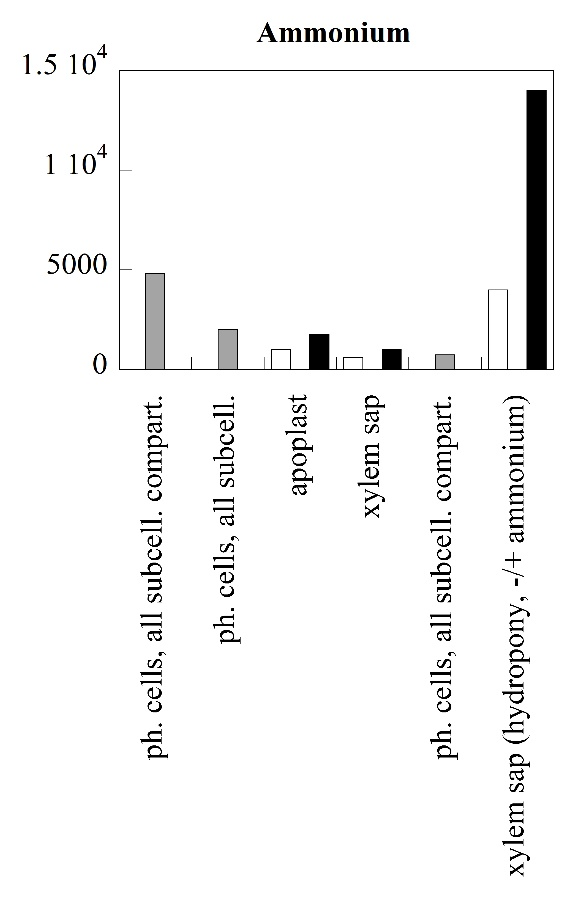 Ammonium
1.5 10⁴
1 10⁴
5000
0
ph. cells, all subcell. compart.
ph. cells, all subcell.
apoplast
xylem sap
ph. cells, all subcell. compart.
xylem sap (hydropony, -/+ ammonium)